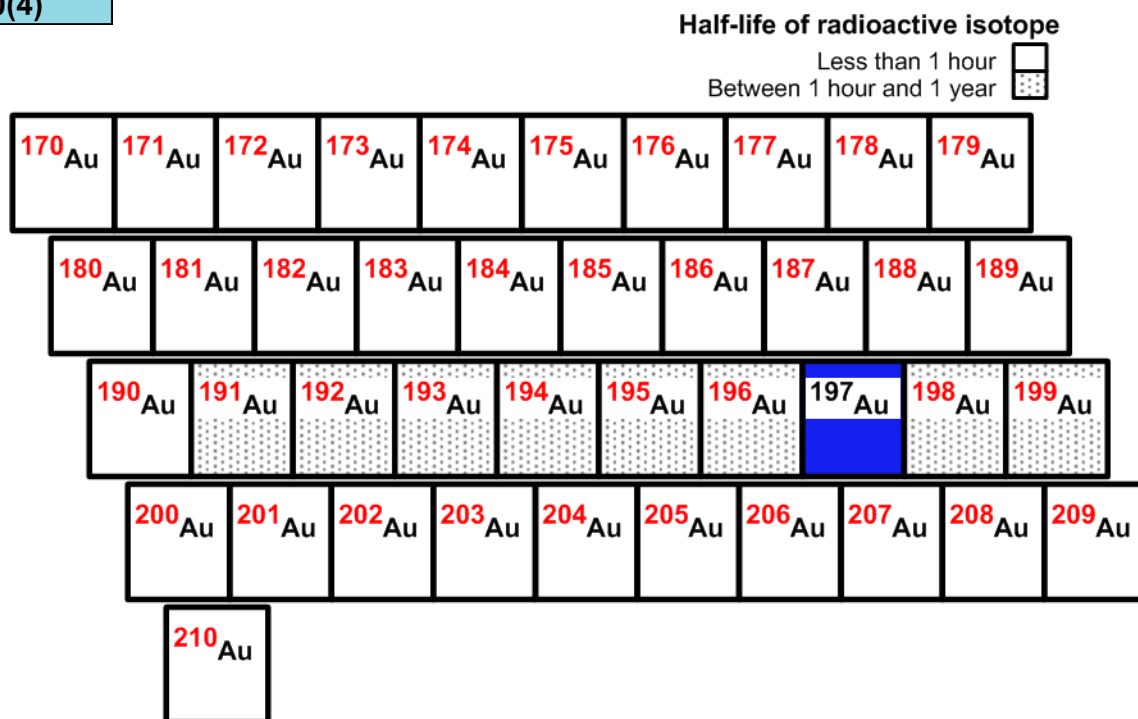 0(4)
Half-life of radioactive isotope
Less than 1 hour
Between 1 hour and 1 year
170Au 171Au 172Au 173Au 174Au 175Au 176Au 177Au 178Au 179Au
180Au 181Au 182Au 183Au 184Au 185Au 186Au 187Au 188Au 189Au
190Au 191Au 192Au 193Au 194Au 195Au 196Au 197Au 198Au 199Au
200Au 201Au 202Au 203Au 204Au 205Au 206Au 207Au 208Au 209Au
210Au